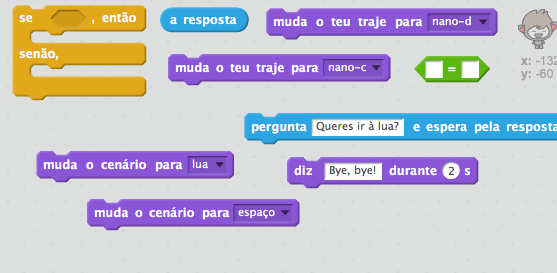 se , então
a resposta
muda o teu traje para nano-d
senão,
muda o teu traje para nano-c
=
x: -132
y: -60
pergunta Queres ir à lua? e espera pela resposta
muda o cenário para lua
diz Bye, bye! durante 2 s
muda o cenário para espaço